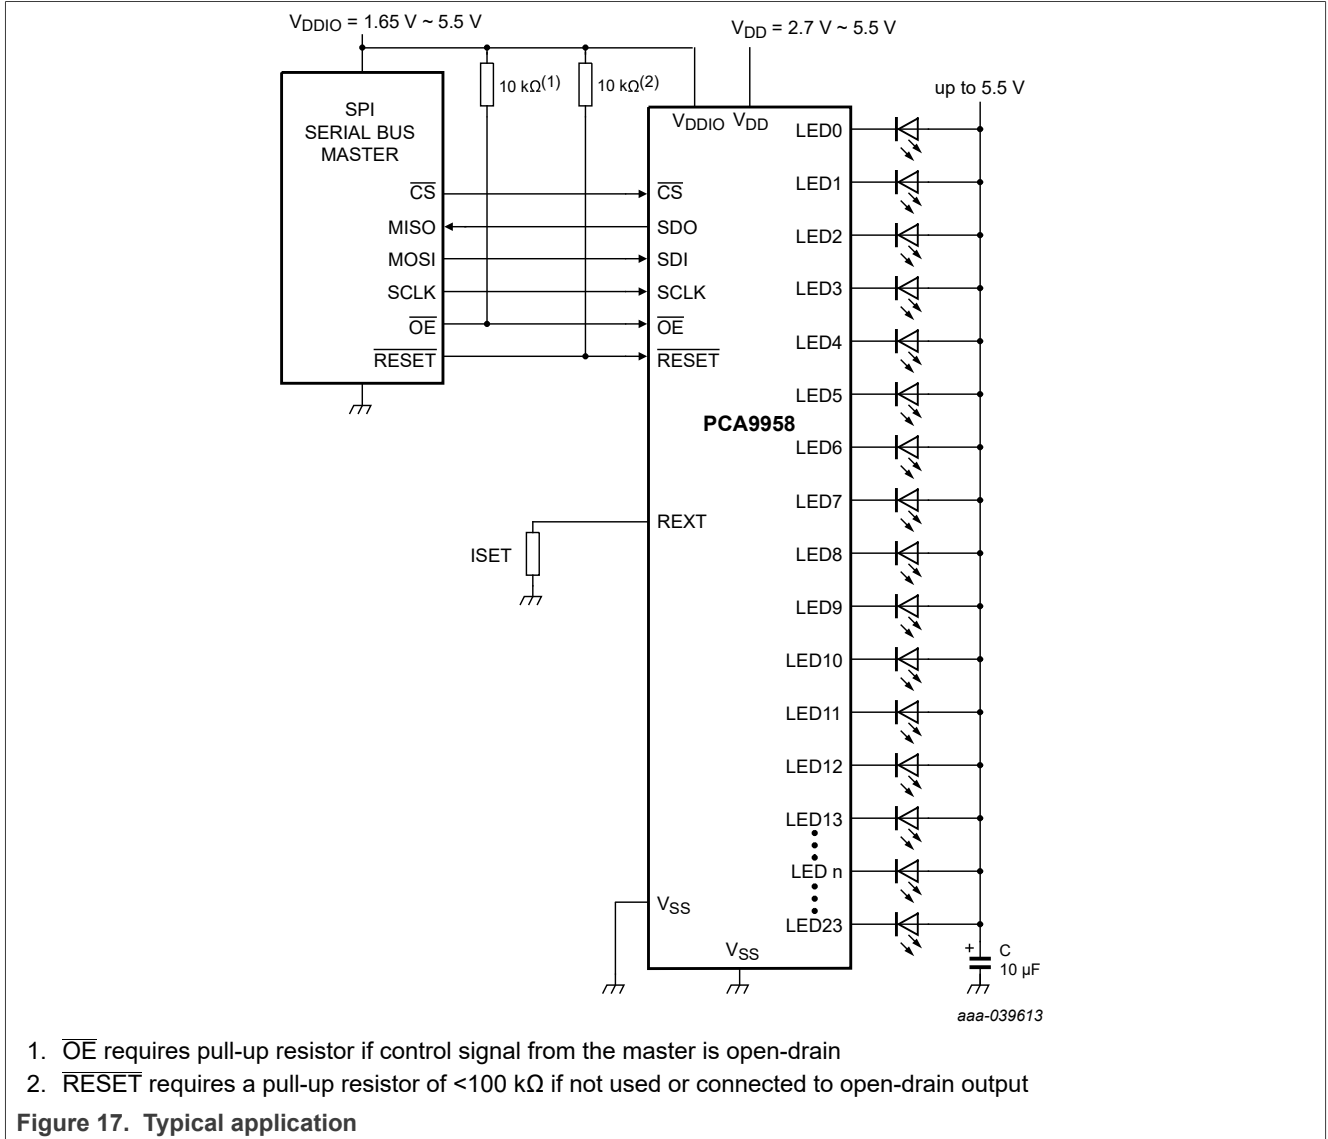 VDDIO = 1.65 V ~ 5.5 V
VDD = 2.7 V ~ 5.5 V
10 kΩ(1)
10 kΩ(2)
up to 5.5 V
SPI
SERIAL BUS
MASTER
CS
MISO
MOSI
SCLK
OE
RESET
VDDIO VDD
CS
SDO
SDI
SCLK
OE
RESET
PCA9958
REXT
ISET
VSS
VSS
LED0
LED1
LED2
LED3
LED4
LED5
LED6
LED7
LED8
LED9
LED10
LED11
LED12
LED13
LED n
LED23
+ C
10 µF
aaa-039613
1. OE requires pull-up resistor if control signal from the master is open-drain
2. RESET requires a pull-up resistor of <100 kΩ if not used or connected to open-drain output
Figure 17. Typical application